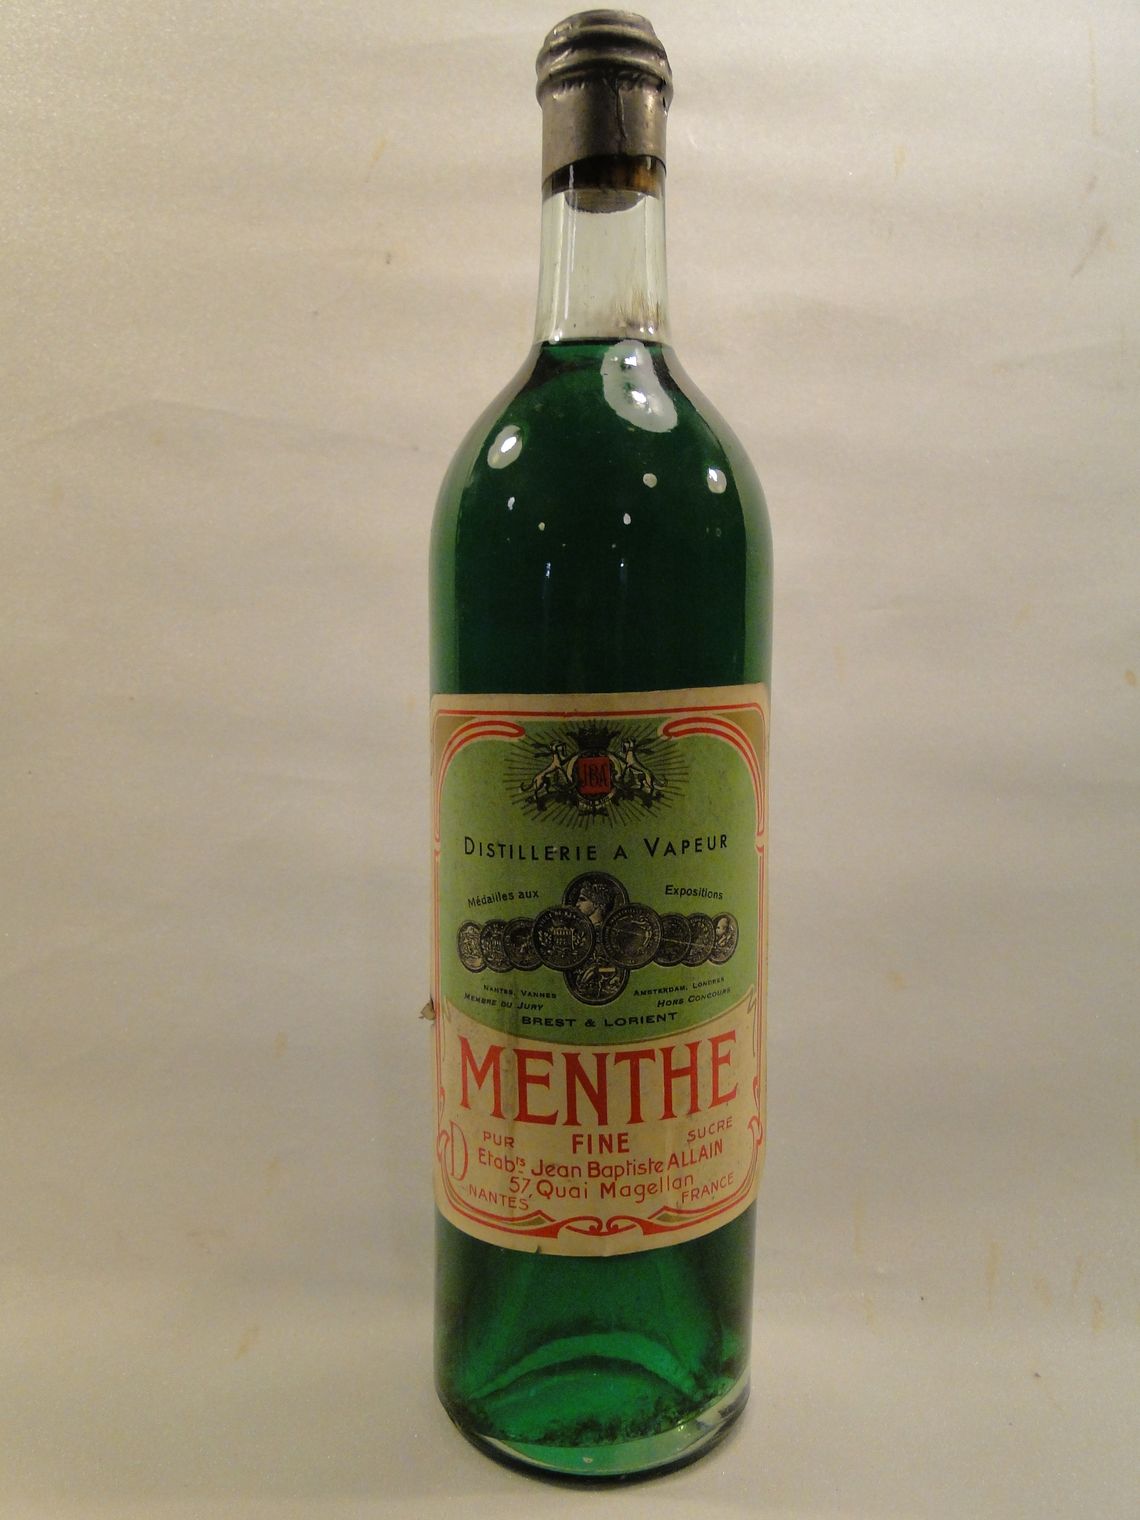 JBA
DISTILLERIE A VAPEUR
Médailles aux Expositions
NANTES, VANNES AMSTERDAM, LONDRES
MEMBRE DU JURY HORS CONCOURS
BREST & LORIENT
MENTHE
PUR FINE SUCRE
D Etabts Jean Baptiste ALLAIN
57, Quai Magellan
NANTES FRANCE